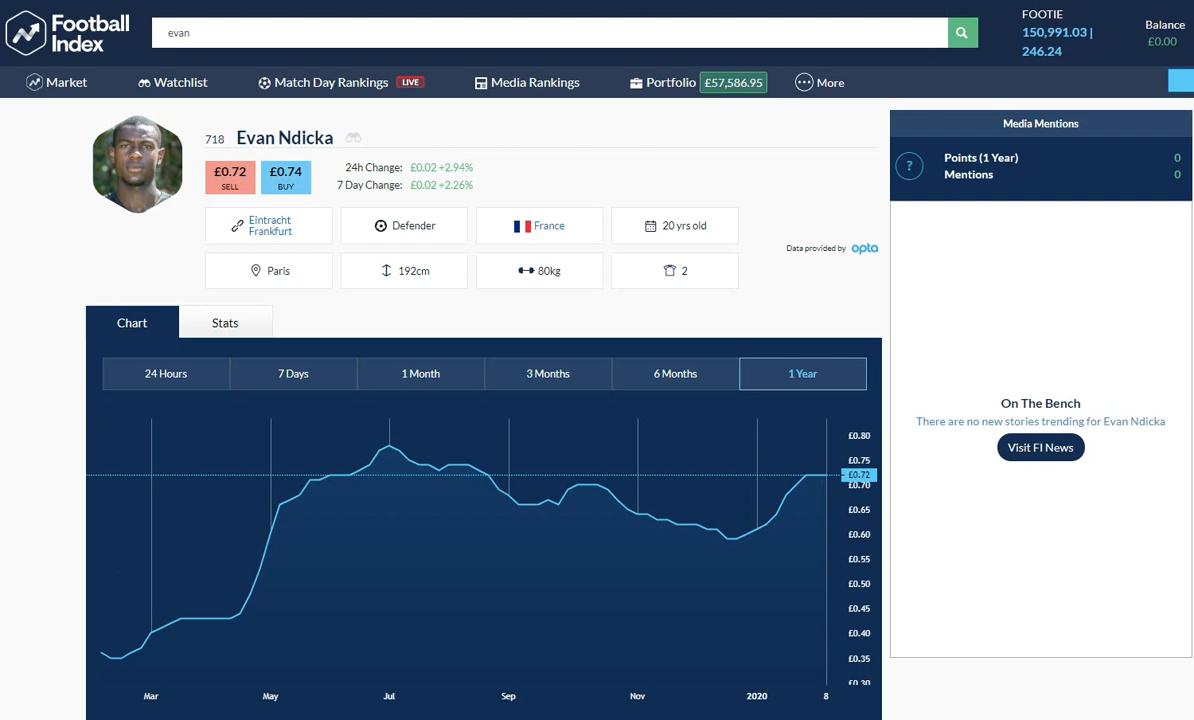 Football
Index
evan
FOOTIE
150,991.03 |
246.24
Balance
£0.00
Market
Watchlist
Match Day Rankings LIVE
Media Rankings
Portfolio £57,586.95
More
718 Evan Ndicka
£0.72
SELL
£0.74
BUY
24h Change: £0.02 +2.94%
7 Day Change: £0.02 +2.26%
Eintracht
Frankfurt
Defender
France
20 yrs old
Paris
192cm
80kg
2
Data provided by opta
Media Mentions
?
Points (1 Year) 0
Mentions 0
On The Bench
There are no new stories trending for Evan Ndicka
Visit FI News
Chart
Stats
24 Hours
7 Days
1 Month
3 Months
6 Months
1 Year
£0.80
£0.75
£0.72
£0.70
£0.65
£0.60
£0.55
£0.50
£0.45
£0.40
£0.35
£0.30
Mar May Jul Sep Nov 2020 8